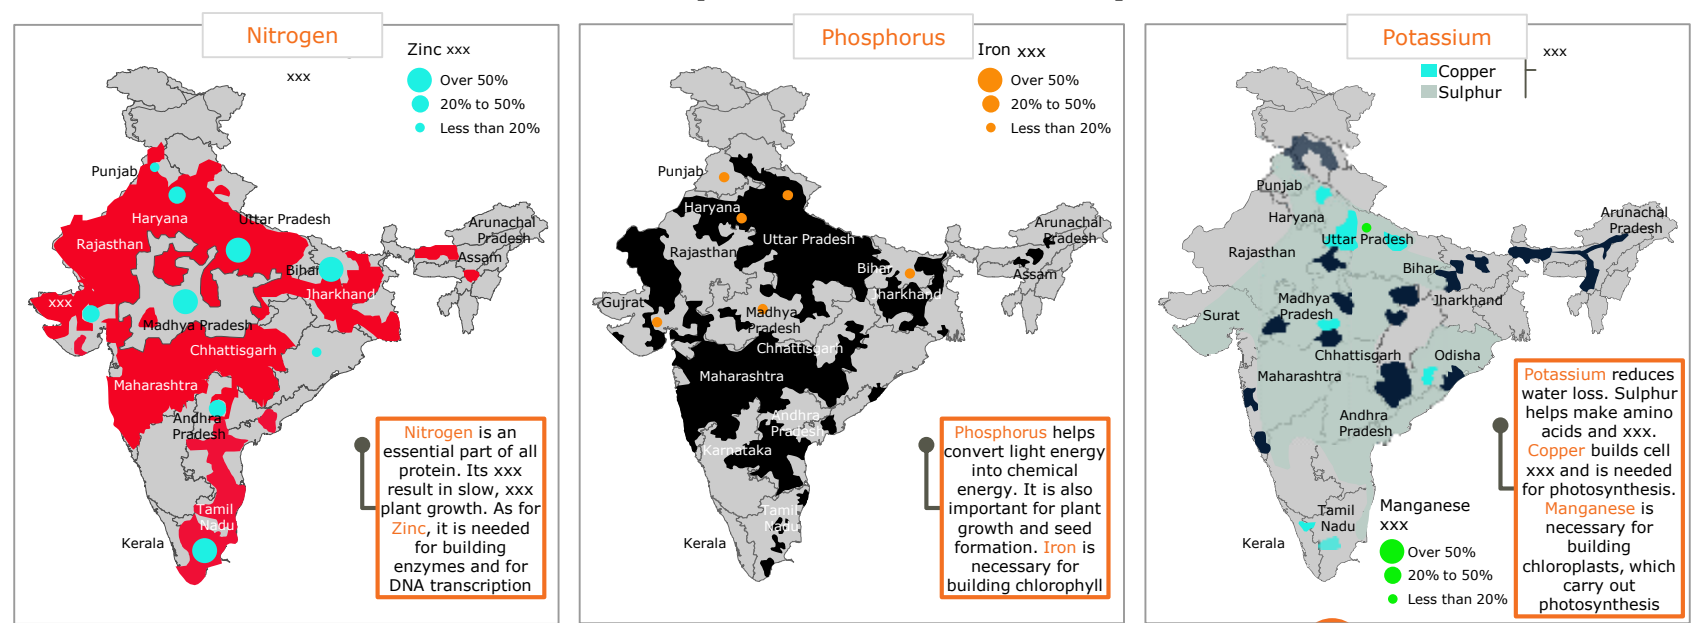 Nitrogen
Zinc xxx
xxx
Over 50%
20% to 50%
Less than 20%
Punjab
Haryana
Uttar Pradesh
Rajasthan
Arunachal
Pradesh
Assam
Bihar
Jharkhand
xxx
Madhya Pradesh
Chhattisgarh
Maharashtra
Andhra
Pradesh
Tamil
Nadu
Kerala
Nitrogen is an
essential part of all
protein. Its xxx
result in slow, xxx
plant growth. As for
Zinc, it is needed
for building
enzymes and for
DNA transcription
Phosphorus
Iron xxx
Over 50%
20% to 50%
Less than 20%
Punjab
Haryana
Uttar Pradesh
Rajasthan
Arunachal
Pradesh
Assam
Bihar
Jharkhand
Gujrat
Madhya
Pradesh
Chhattisgarh
Maharashtra
Andhra
Pradesh
Karnataka
Tamil
Nadu
Kerala
Phosphorus helps
convert light energy
into chemical
energy. It is also
important for plant
growth and seed
formation. Iron is
necessary for
building chlorophyll
Potassium
xxx
Copper
Sulphur
Punjab
Haryana
Uttar Pradesh
Rajasthan
Arunachal
Pradesh
Bihar
Jharkhand
Madhya
Pradesh
Surat
Chhattisgarh
Odisha
Maharashtra
Andhra
Pradesh
Tamil
Nadu
Kerala
Manganese
xxx
Over 50%
20% to 50%
Less than 20%
Potassium reduces
water loss. Sulphur
helps make amino
acids and xxx.
Copper builds cell
xxx and is needed
for photosynthesis.
Manganese is
necessary for
building
chloroplasts, which
carry out
photosynthesis